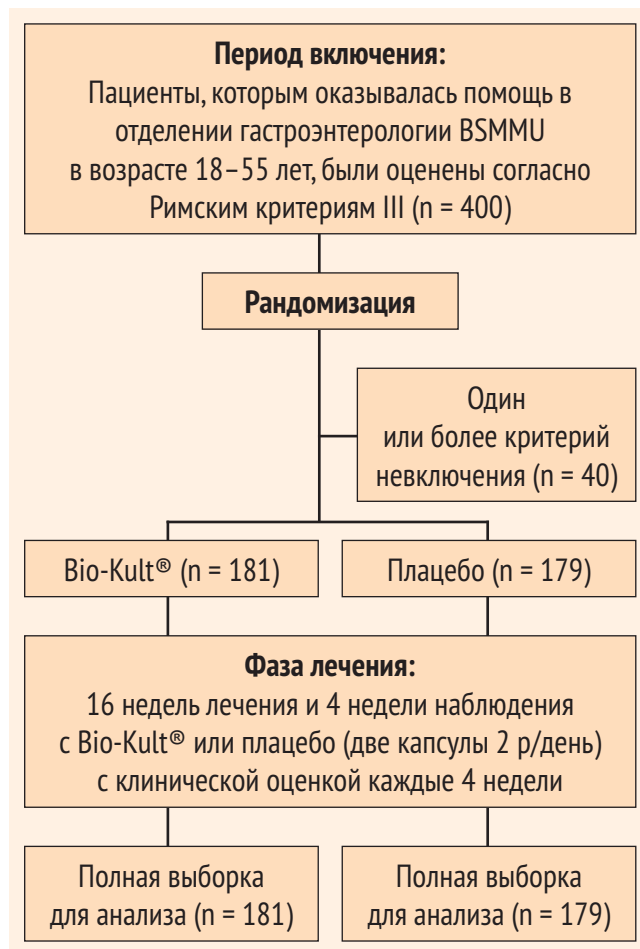 Период включения:
Пациенты, которым оказывалась помощь в
отделении гастроэнтерологии BSMMU
в возрасте 18–55 лет, были оценены согласно
Римским критериям III (n = 400)
Рандомизация
Один
или более критерий
невключения (n = 40)
Bio-Kult® (n = 181)
Плацебо (n = 179)
Фаза лечения:
16 недель лечения и 4 недели наблюдения
с Bio-Kult® или плацебо (две капсулы 2 р/день)
с клинической оценкой каждые 4 недели
Полная выборка
для анализа (n = 181)
Полная выборка
для анализа (n = 179)